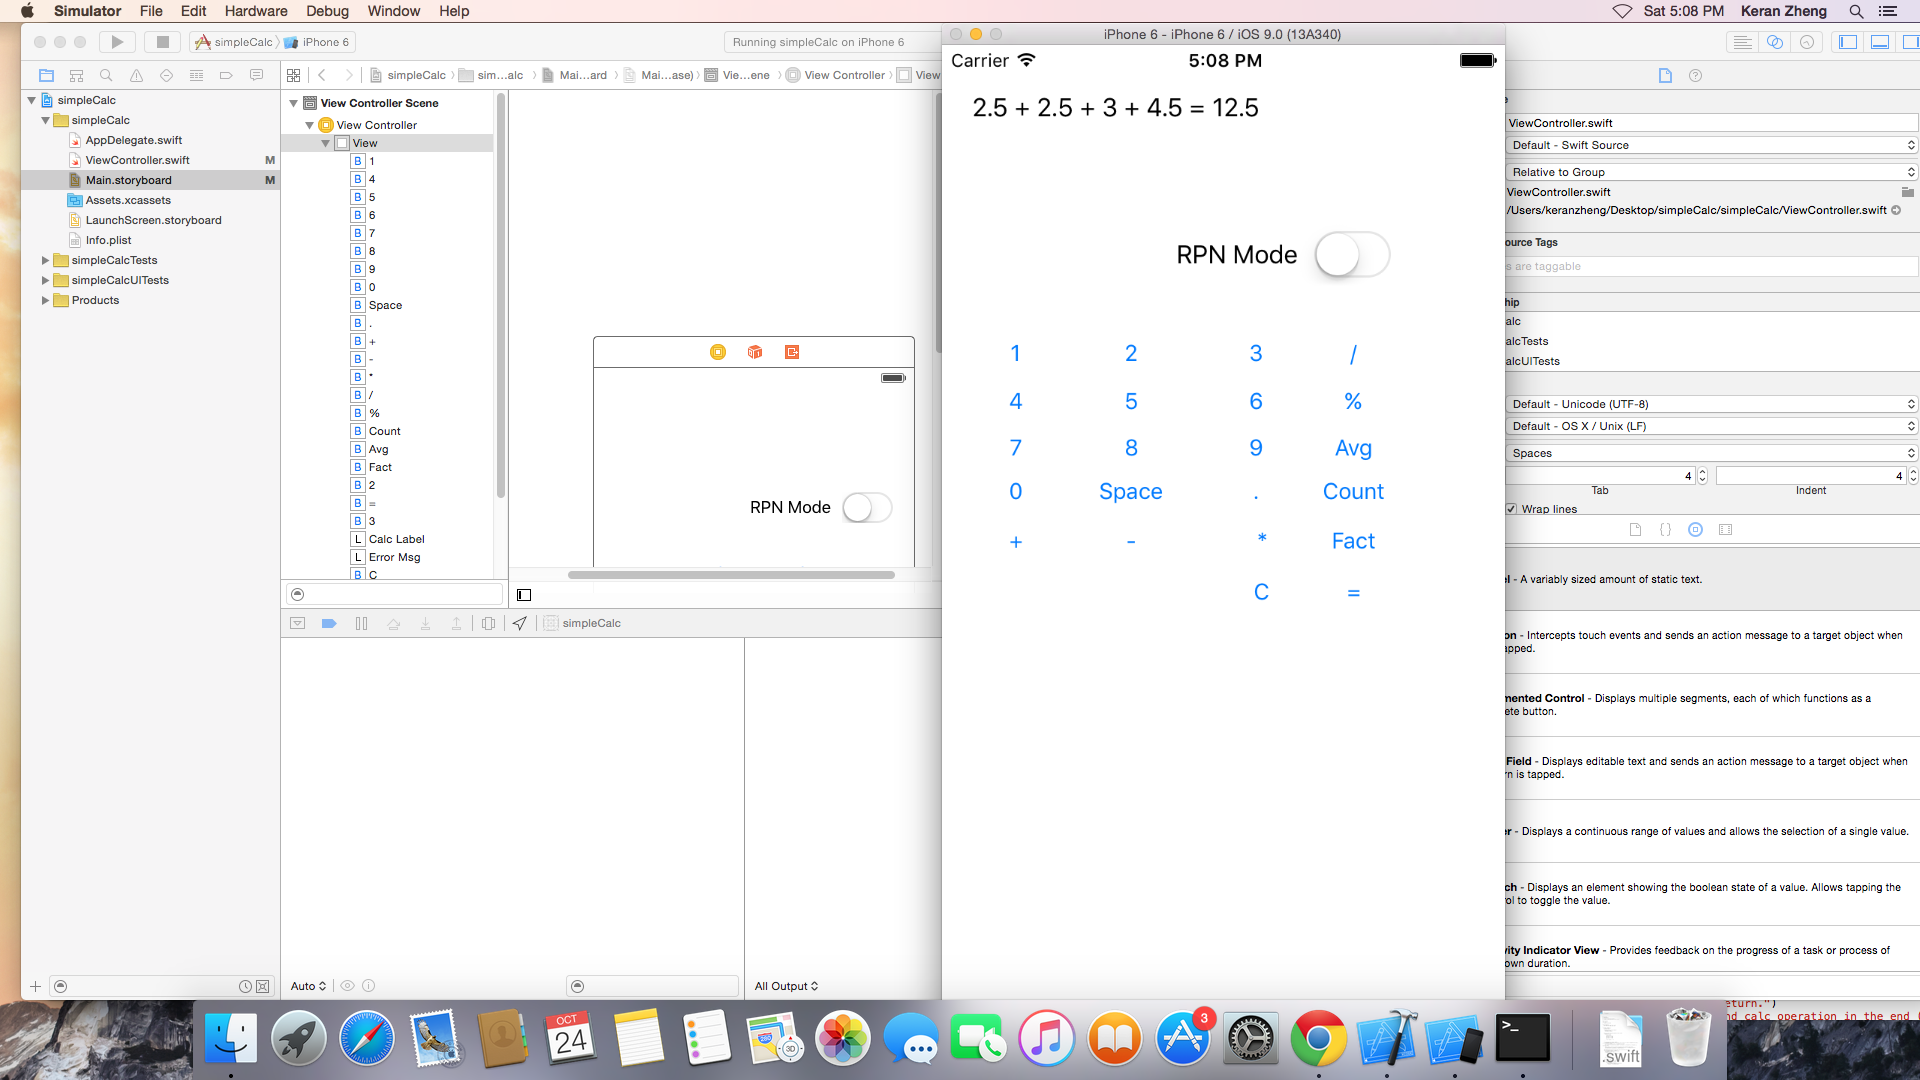 Simulator File Edit Hardware Debug Window Help
Sat 5:08 PM Keran Zheng
simpleCalc iPhone 6
Running simpleCalc on iPhone 6
simpleCalc sim...alc Mai...ard Mai...ase) Vie...ene View Controller View
simpleCalc
simpleCalc
AppDelegate.swift
ViewController.swift M
Main.storyboard M
Assets.xcassets
LaunchScreen.storyboard
Info.plist
simpleCalcTests
simpleCalcUITests
Products
View Controller Scene
View Controller
View
B 1
B 4
B 5
B 6
B 7
B 8
B 9
B 0
B Space
B .
B +
B -
B *
B /
B %
B Count
B Avg
B Fact
B 2
B =
B 3
L Calc Label
L Error Msg
B C
RPN Mode
simpleCalc
Auto
All Output
iPhone 6 - iPhone 6 / iOS 9.0 (13A340)
Carrier 5:08 PM
2.5 + 2.5 + 3 + 4.5 = 12.5
RPN Mode
1 2 3 /
4 5 6 %
7 8 9 Avg
0 Space . Count
+ - * Fact
C =
ViewController.swift
Default - Swift Source
Relative to Group
ViewController.swift
/Users/keranzheng/Desktop/simpleCalc/simpleCalc/ViewController.swift
ource Tags
s are taggable
hip
alc
alcTests
alcUITests
Default - Unicode (UTF-8)
Default - OS X / Unix (LF)
Spaces
4 4
Tab Indent
Wrap lines
l - A variably sized amount of static text.
on - Intercepts touch events and sends an action message to a target object when
apped.
mented Control - Displays multiple segments, each of which functions as a
ete button.
Field - Displays editable text and sends an action message to a target object when
rn is tapped.
er - Displays a continuous range of values and allows the selection of a single value.
ch - Displays an element showing the boolean state of a value. Allows tapping the
ol to toggle the value.
vity Indicator View - Provides feedback on the progress of a task or process of
own duration.
eturn.")
nd calc operation in the end
OCT
24
280
3D
3
>_
.swift